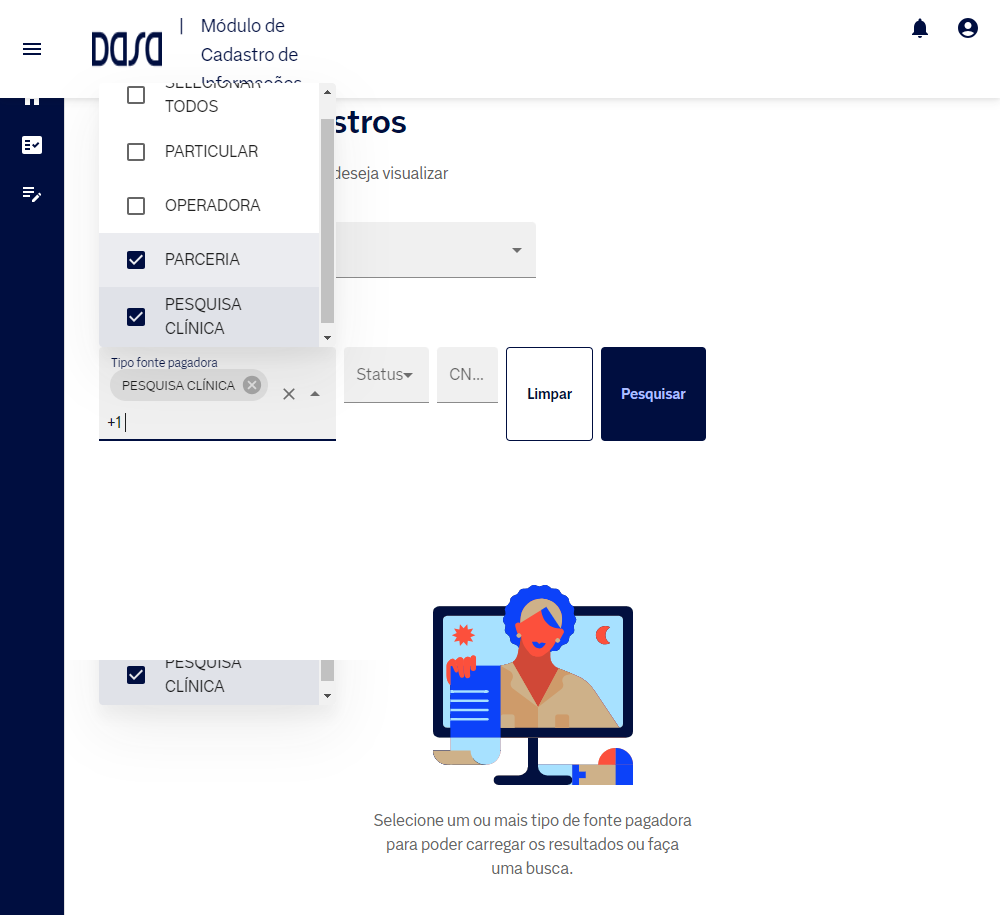 DASA
|
Módulo de
Cadastro de
Informações
SELECIONAR
TODOS
stros
PARTICULAR
deseja visualizar
OPERADORA
PARCERIA
PESQUISA
CLÍNICA
Tipo fonte pagadora
PESQUISA CLÍNICA
+1
Status
CN...
Limpar
Pesquisar
PESQUISA
CLÍNICA
Selecione um ou mais tipo de fonte pagadora
para poder carregar os resultados ou faça
uma busca.